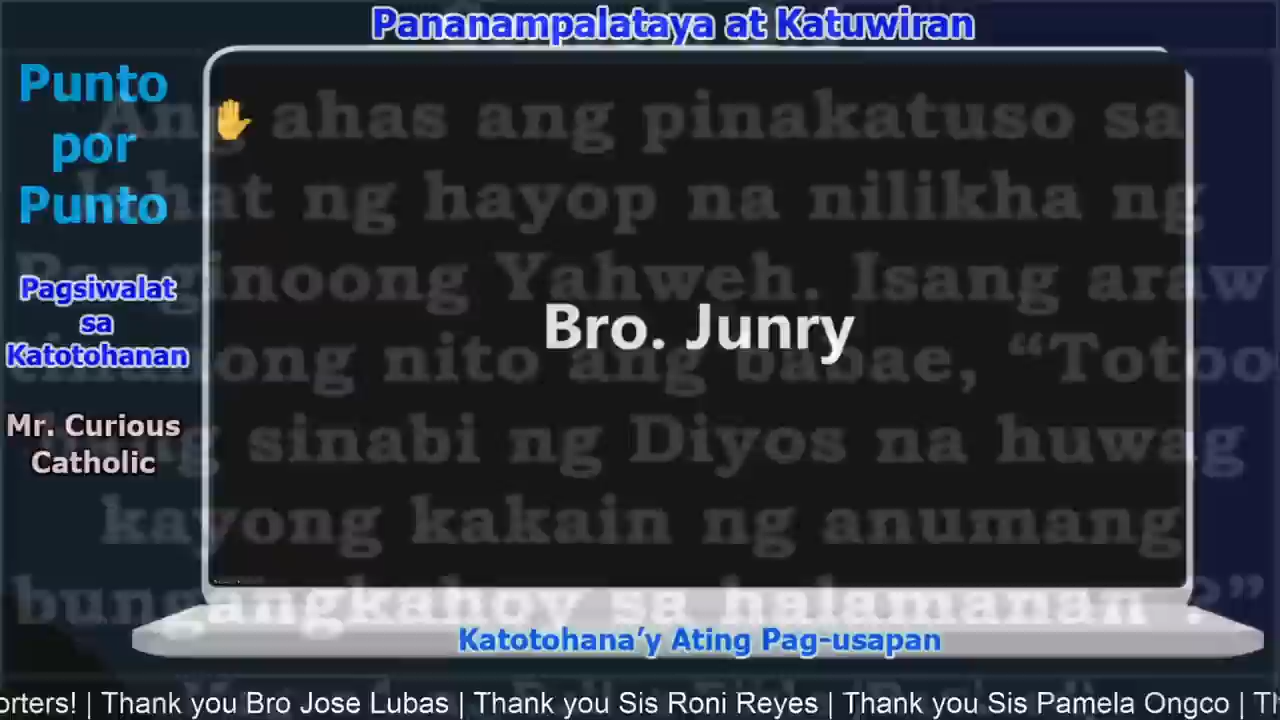 Pananampalataya at Katuwiran
Punto
por
Punto
Pagsiwalat
sa
Katotohanan
Mr. Curious
Catholic
Ang ahas ang pinakatuso sa
lahat ng hayop na nilikha ng
Panginoong Yahweh. Isang araw
tinanong nito ang babae, “Totoo
bang sinabi ng Diyos na huwag
kayong kakain ng anumang
bungangkahoy sa halamanan ?”
Bro. Junry
Katotohana’y Ating Pag-usapan
orters! | Thank you Bro Jose Lubas | Thank you Sis Roni Reyes | Thank you Sis Pamela Ongco | Th